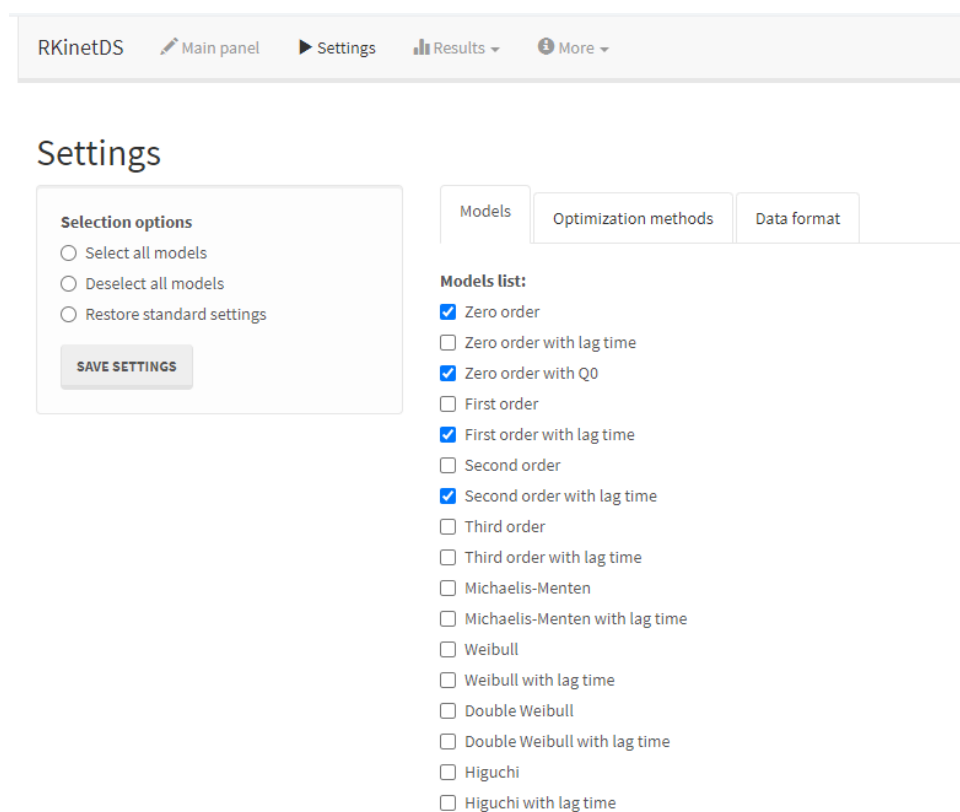 RKinetDS Main panel Settings Results More
Settings
Selection options
Select all models
Deselect all models
Restore standard settings
SAVE SETTINGS
Models Optimization methods Data format
Models list:
Zero order
Zero order with lag time
Zero order with Q0
First order
First order with lag time
Second order
Second order with lag time
Third order
Third order with lag time
Michaelis-Menten
Michaelis-Menten with lag time
Weibull
Weibull with lag time
Double Weibull
Double Weibull with lag time
Higuchi
Higuchi with lag time